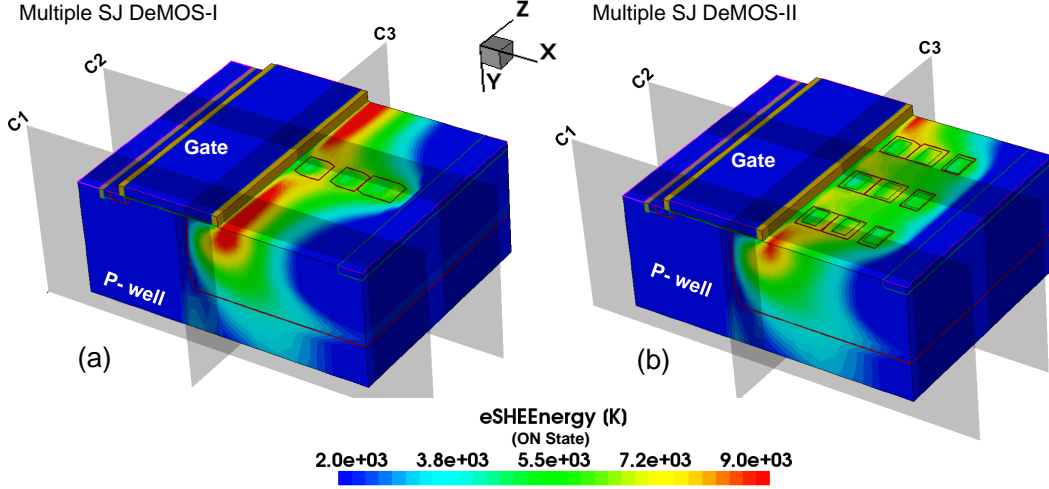 Multiple SJ DeMOS-I
Multiple SJ DeMOS-II
Z
X
Y
C3
C2
C1
Gate
P- well
(a)
C3
C2
C1
Gate
P- well
(b)
eSHEEnergy (K)
(ON State)
2.0e+03 3.8e+03 5.5e+03 7.2e+03 9.0e+03